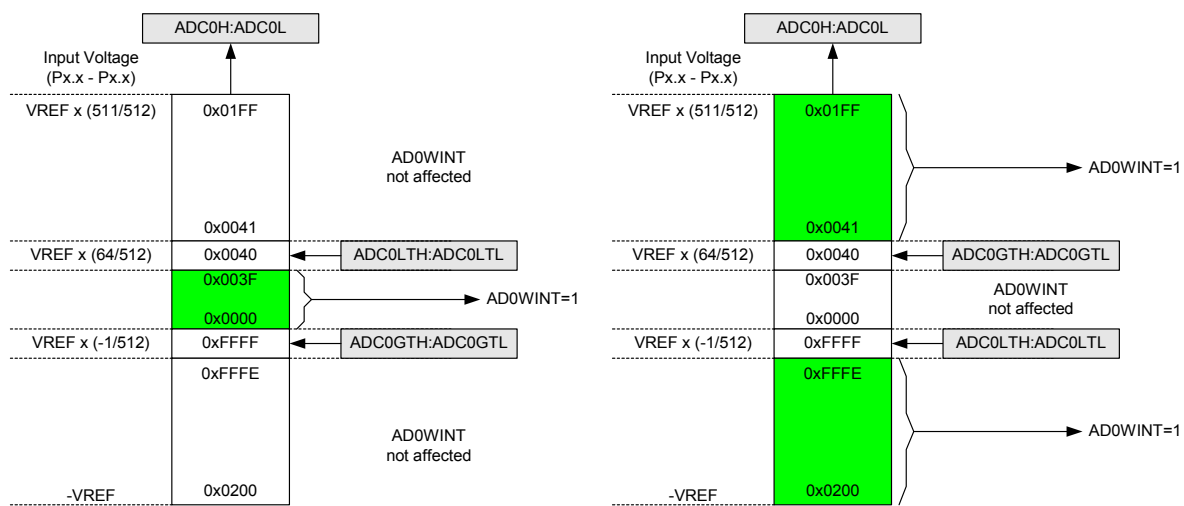 ADC0H:ADC0L
Input Voltage
(Px.x - Px.x)
VREF x (511/512)
0x01FF
AD0WINT
not affected
0x0041
VREF x (64/512)
0x0040
ADC0LTH:ADC0LTL
0x003F
AD0WINT=1
0x0000
VREF x (-1/512)
0xFFFF
ADC0GTH:ADC0GTL
0xFFFE
AD0WINT
not affected
-VREF
0x0200
ADC0H:ADC0L
Input Voltage
(Px.x - Px.x)
VREF x (511/512)
0x01FF
AD0WINT=1
0x0041
VREF x (64/512)
0x0040
ADC0GTH:ADC0GTL
0x003F
AD0WINT
not affected
0x0000
VREF x (-1/512)
0xFFFF
ADC0LTH:ADC0LTL
0xFFFE
AD0WINT=1
-VREF
0x0200